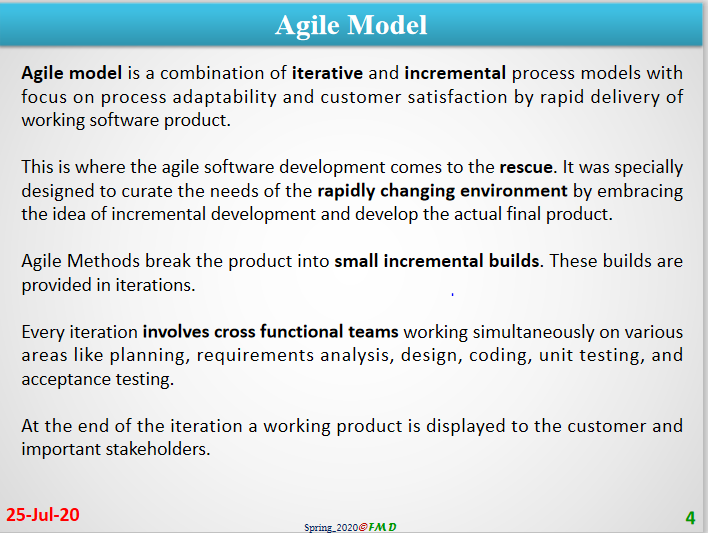 Agile Model
Agile model is a combination of iterative and incremental process models with
focus on process adaptability and customer satisfaction by rapid delivery of
working software product.
This is where the agile software development comes to the rescue. It was specially
designed to curate the needs of the rapidly changing environment by embracing
the idea of incremental development and develop the actual final product.
Agile Methods break the product into small incremental builds. These builds are
provided in iterations.
Every iteration involves cross functional teams working simultaneously on various
areas like planning, requirements analysis, design, coding, unit testing, and
acceptance testing.
At the end of the iteration a working product is displayed to the customer and
important stakeholders.
25-Jul-20
Spring_2020©FMD
4